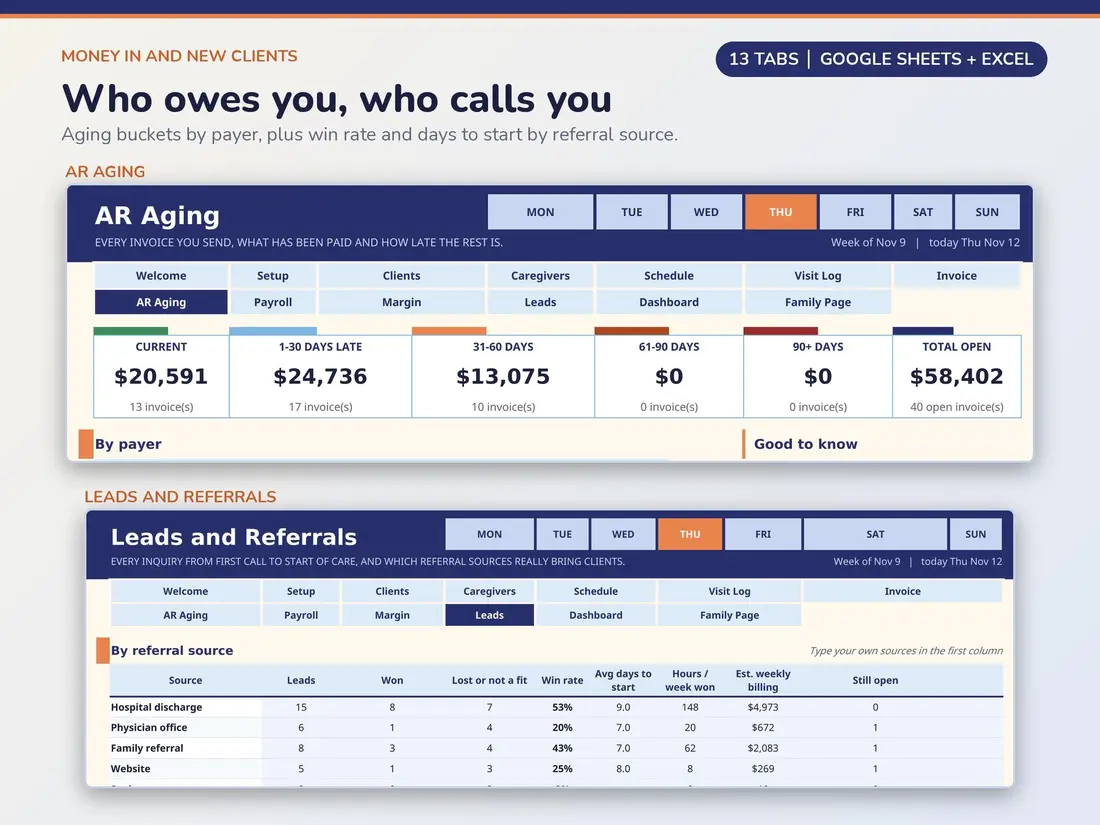 MONEY IN AND NEW CLIENTS
13 TABS | GOOGLE SHEETS + EXCEL
Who owes you, who calls you
Aging buckets by payer, plus win rate and days to start by referral source.
AR AGING
AR Aging MON TUE WED THU FRI SAT SUN
EVERY INVOICE YOU SEND, WHAT HAS BEEN PAID AND HOW LATE THE REST IS. Week of Nov 9 | today Thu Nov 12
Welcome Setup Clients Caregivers Schedule Visit Log Invoice
AR Aging Payroll Margin Leads Dashboard Family Page
CURRENT 1-30 DAYS LATE 31-60 DAYS 61-90 DAYS 90+ DAYS TOTAL OPEN
$20,591 $24,736 $13,075 $0 $0 $58,402
13 invoice(s) 17 invoice(s) 10 invoice(s) 0 invoice(s) 0 invoice(s) 40 open invoice(s)
By payer Good to know
LEADS AND REFERRALS
Leads and Referrals MON TUE WED THU FRI SAT SUN
EVERY INQUIRY FROM FIRST CALL TO START OF CARE, AND WHICH REFERRAL SOURCES REALLY BRING CLIENTS. Week of Nov 9 | today Thu Nov 12
Welcome Setup Clients Caregivers Schedule Visit Log Invoice
AR Aging Payroll Margin Leads Dashboard Family Page
By referral source Type your own sources in the first column
Source Leads Won Lost or not a fit Win rate Avg days to start Hours / week won Est. weekly billing Still open
Hospital discharge 15 8 7 53% 9.0 148 $4,973 0
Physician office 6 1 4 20% 7.0 20 $672 1
Family referral 8 3 4 43% 7.0 62 $2,083 1
Website 5 1 3 25% 8.0 8 $269 1